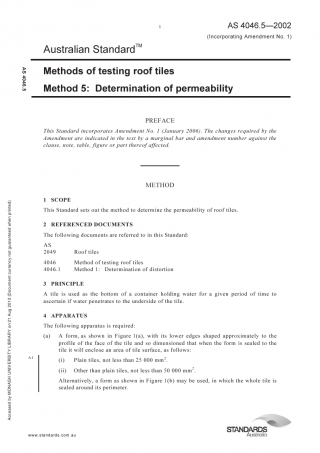 1
AS 4046.5—2002
(Incorporating Amendment No. 1)
Australian Standard™
AS 4046.5
Methods of testing roof tiles
Method 5: Determination of permeability
PREFACE
This Standard incorporates Amendment No. 1 (January 2006). The changes required by the
Amendment are indicated in the text by a marginal bar and amendment number against the
clause, note, table, figure or part thereof affected.
METHOD
1 SCOPE
This Standard sets out the method to determine the permeability of roof tiles.
2 REFERENCED DOCUMENTS
The following documents are referred to in this Standard:
AS
2049 Roof tiles
4046 Method of testing roof tiles
4046.1 Method 1: Determination of distortion
3 PRINCIPLE
A tile is used as the bottom of a container holding water for a given period of time to
ascertain if water penetrates to the underside of the tile.
4 APPARATUS
The following apparatus is required:
(a) A form, as shown in Figure 1(a), with its lower edges shaped approximately to the
profile of the face of the tile and so dimensioned that when the form is sealed to the
tile it will enclose an area of tile surface, as follows:
A1
(i) Plain tiles, not less than 25 000 mm².
(ii) Other than plain tiles, not less than 50 000 mm².
Alternatively, a form as shown in Figure 1(b) may be used, in which the whole tile is
sealed around its perimeter.
Accessed by MONASH UNIVERSITY LIBRARY on 21 Aug 2013 (Document currency not guaranteed when printed)
www.standards.com.au
STANDARDS
Australia